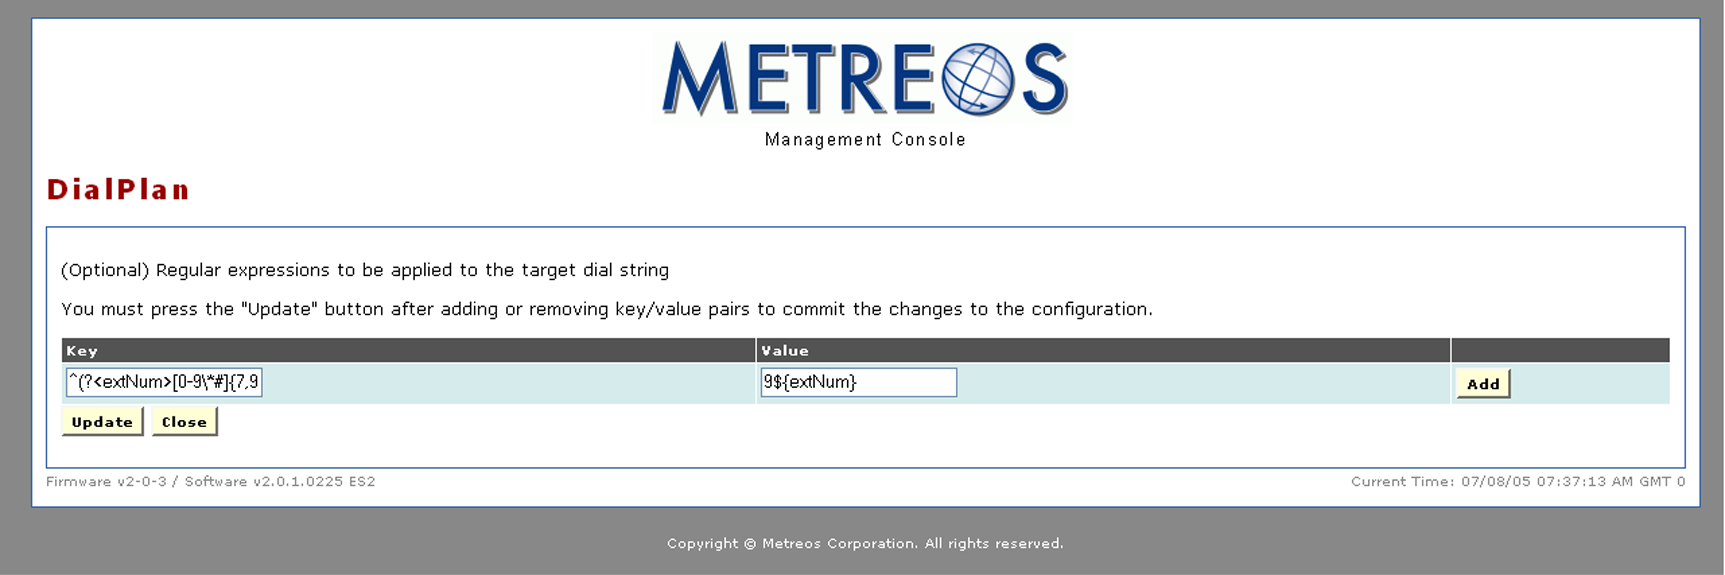 METREOS
Management Console
DialPlan
(Optional) Regular expressions to be applied to the target dial string
You must press the "Update" button after adding or removing key/value pairs to commit the changes to the configuration.
Key Value
^(?<extNum>[0-9\*#]{7,9 9${extNum} Add
Update Close
Firmware v2-0-3 / Software v2.0.1.0225 ES2 Current Time: 07/08/05 07:37:13 AM GMT 0
Copyright © Metreos Corporation. All rights reserved.